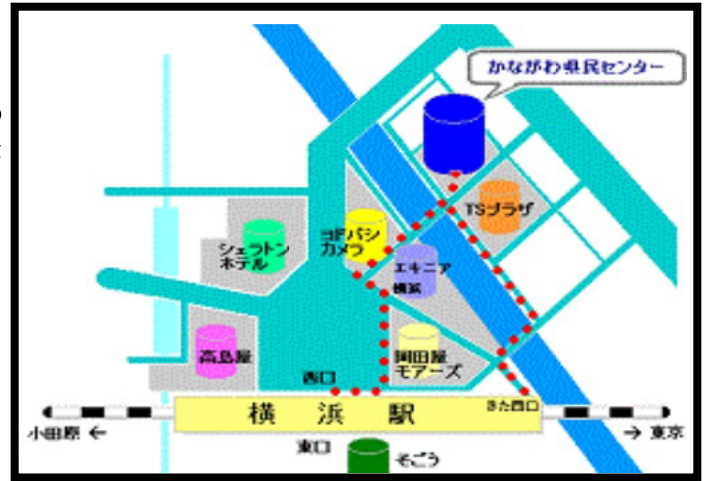 かながわ県民センター
TSプラザ
ヨドバシ
カメラ
シェラトン
ホテル
エキニア
横浜
高島屋
岡田屋
モアーズ
西口
きた西口
横浜駅
小田原 ←
→ 東京
東口
そごう